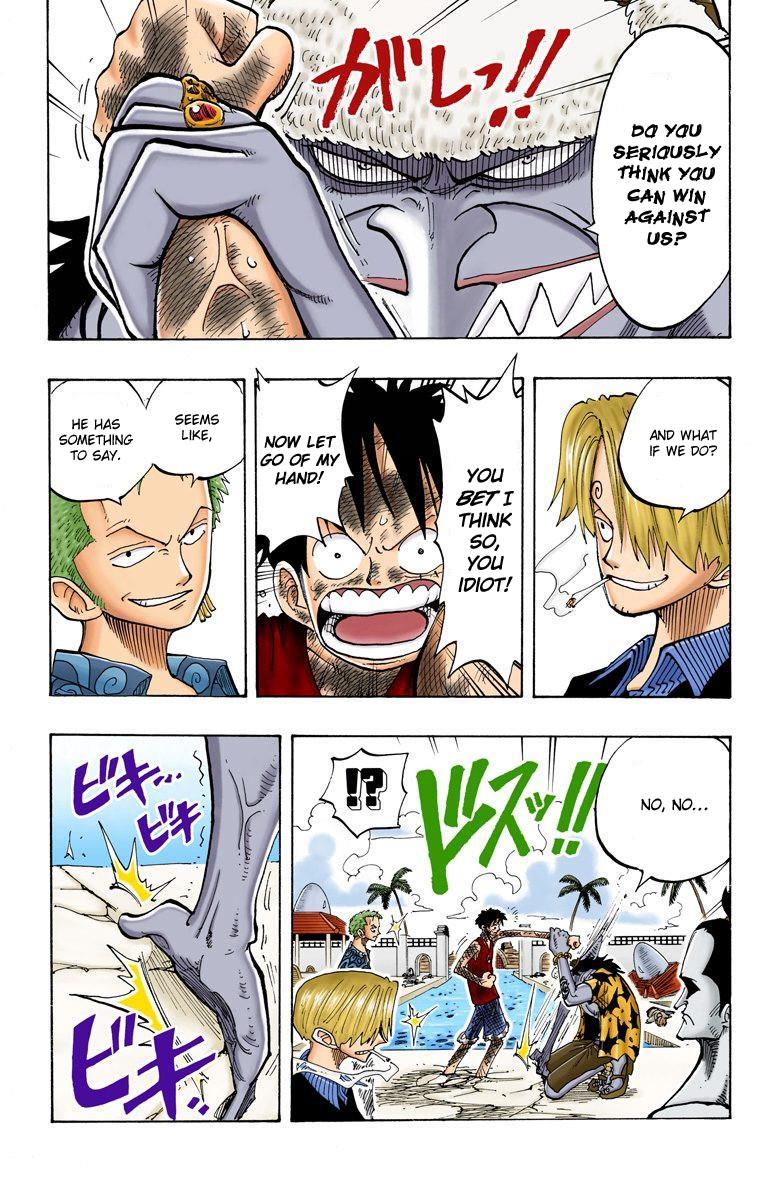 ガしっ!!
DO YOU
SERIOUSLY
THINK YOU
CAN WIN
AGAINST
US?
AND WHAT
IF WE DO?
YOU
BET I
THINK
SO,
YOU
IDIOT!
NOW LET
GO OF MY
HAND!
SEEMS
LIKE,
HE HAS
SOMETHING
TO SAY.
NO, NO...
ドスッ!!
!?
ビキ...
ビキ
ビキ...